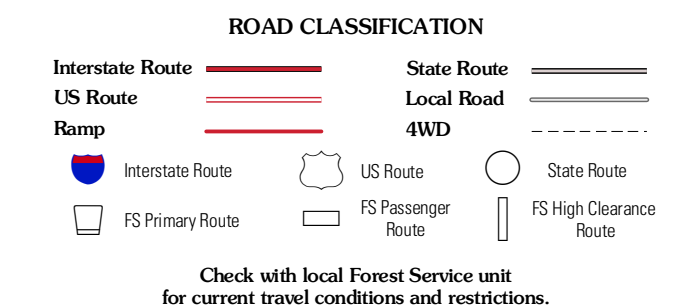 ROAD CLASSIFICATION
Interstate Route
State Route
US Route
Local Road
Ramp
4WD
Interstate Route
US Route
State Route
FS Primary Route
FS Passenger
Route
FS High Clearance
Route
Check with local Forest Service unit
for current travel conditions and restrictions.